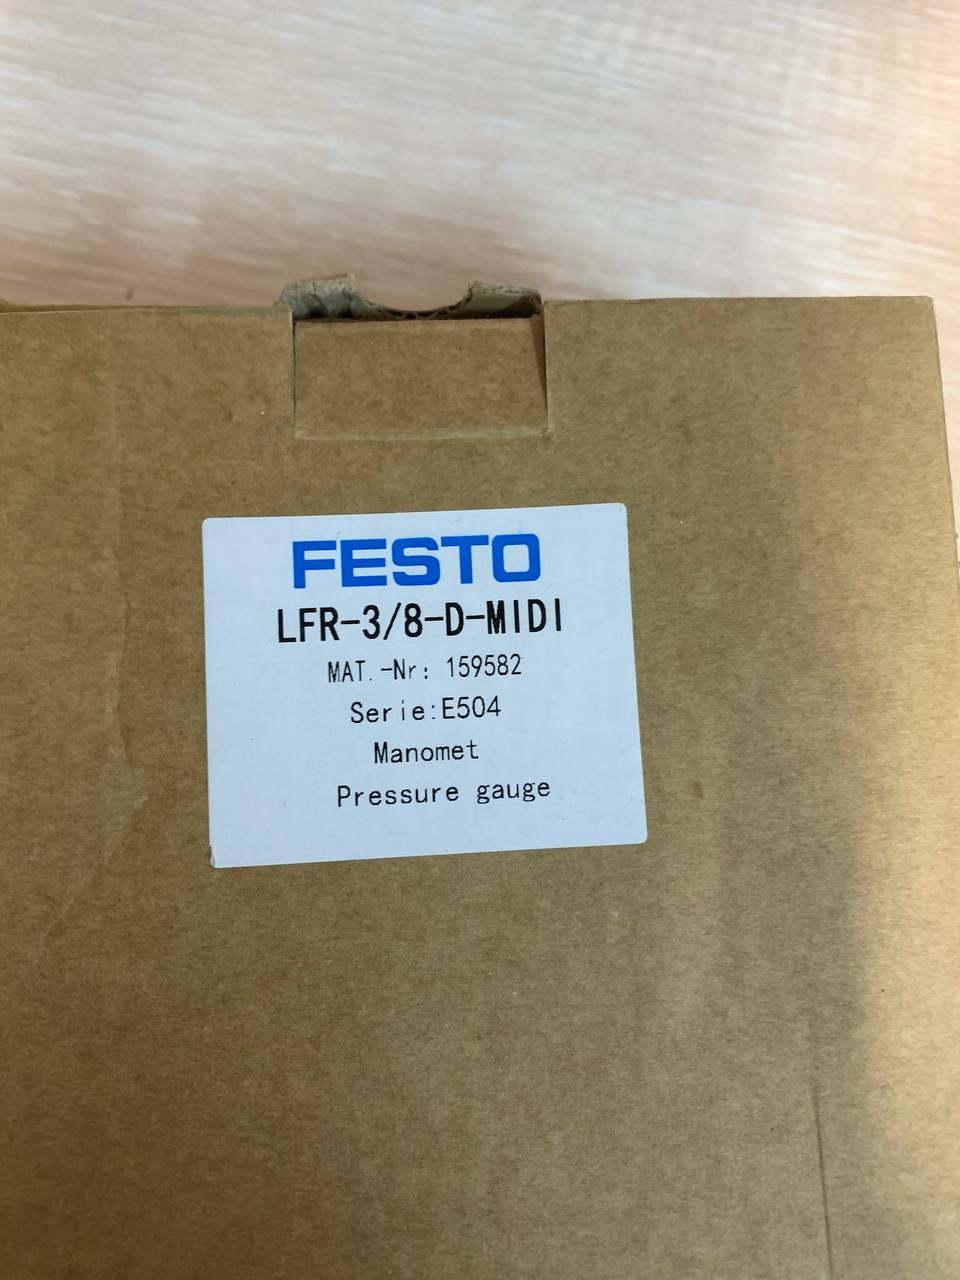 FESTO
LFR-3/8-D-MIDI
MAT.-Nr: 159582
Serie:E504
Manomet
Pressure gauge